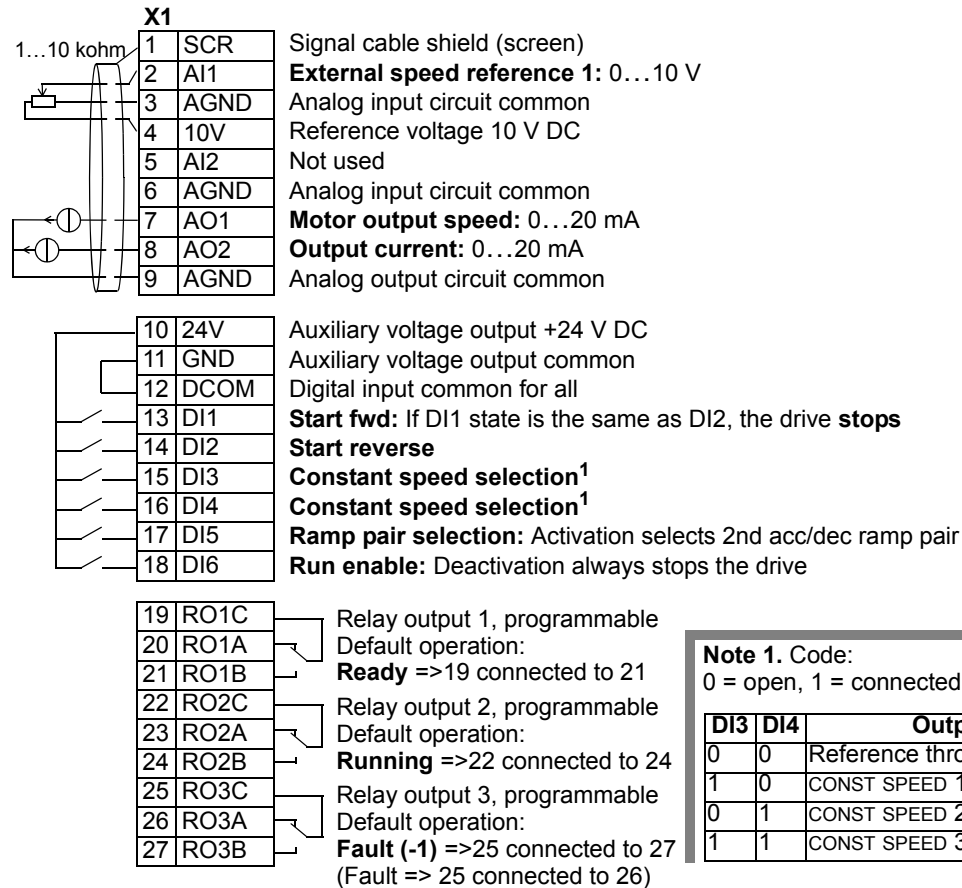 X1
1…10 kohm
1 SCR Signal cable shield (screen)
2 AI1 External speed reference 1: 0…10 V
3 AGND Analog input circuit common
4 10V Reference voltage 10 V DC
5 AI2 Not used
6 AGND Analog input circuit common
7 AO1 Motor output speed: 0…20 mA
8 AO2 Output current: 0…20 mA
9 AGND Analog output circuit common
10 24V Auxiliary voltage output +24 V DC
11 GND Auxiliary voltage output common
12 DCOM Digital input common for all
13 DI1 Start fwd: If DI1 state is the same as DI2, the drive stops
14 DI2 Start reverse
15 DI3 Constant speed selection1
16 DI4 Constant speed selection1
17 DI5 Ramp pair selection: Activation selects 2nd acc/dec ramp pair
18 DI6 Run enable: Deactivation always stops the drive
19 RO1C Relay output 1, programmable
20 RO1A Default operation:
21 RO1B Ready =>19 connected to 21
22 RO2C Relay output 2, programmable
23 RO2A Default operation:
24 RO2B Running =>22 connected to 24
25 RO3C Relay output 3, programmable
26 RO3A Default operation:
27 RO3B Fault (-1) =>25 connected to 27
(Fault => 25 connected to 26)
Note 1. Code:
0 = open, 1 = connected
DI3 DI4
0 0 Reference
1 0 CONST SPEED 1
0 1 CONST SPEED 2
1 1 CONST SPEED 3